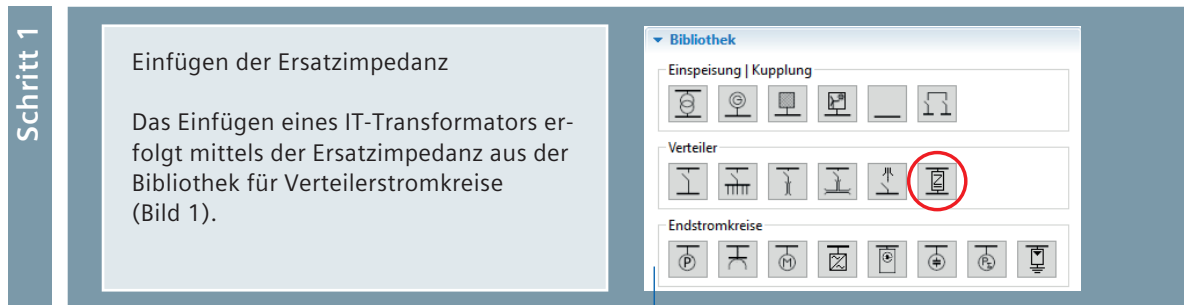 Schritt 1
Einfügen der Ersatzimpedanz
Das Einfügen eines IT-Transformators er-
folgt mittels der Ersatzimpedanz aus der
Bibliothek für Verteilerstromkreise
(Bild 1).
Bibliothek
Einspeisung | Kupplung
G
Verteiler
Z
Endstromkreise
P
M